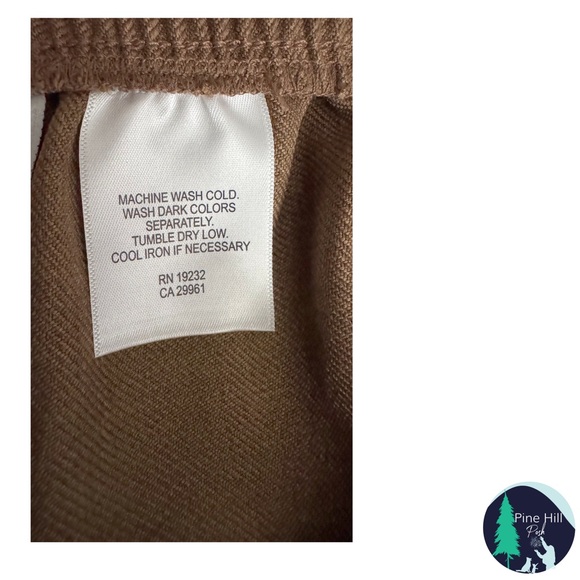 MACHINE WASH COLD.
WASH DARK COLORS
SEPARATELY.
TUMBLE DRY LOW.
COOL IRON IF NECESSARY
RN 19232
CA 29961
Pine Hill
Posh